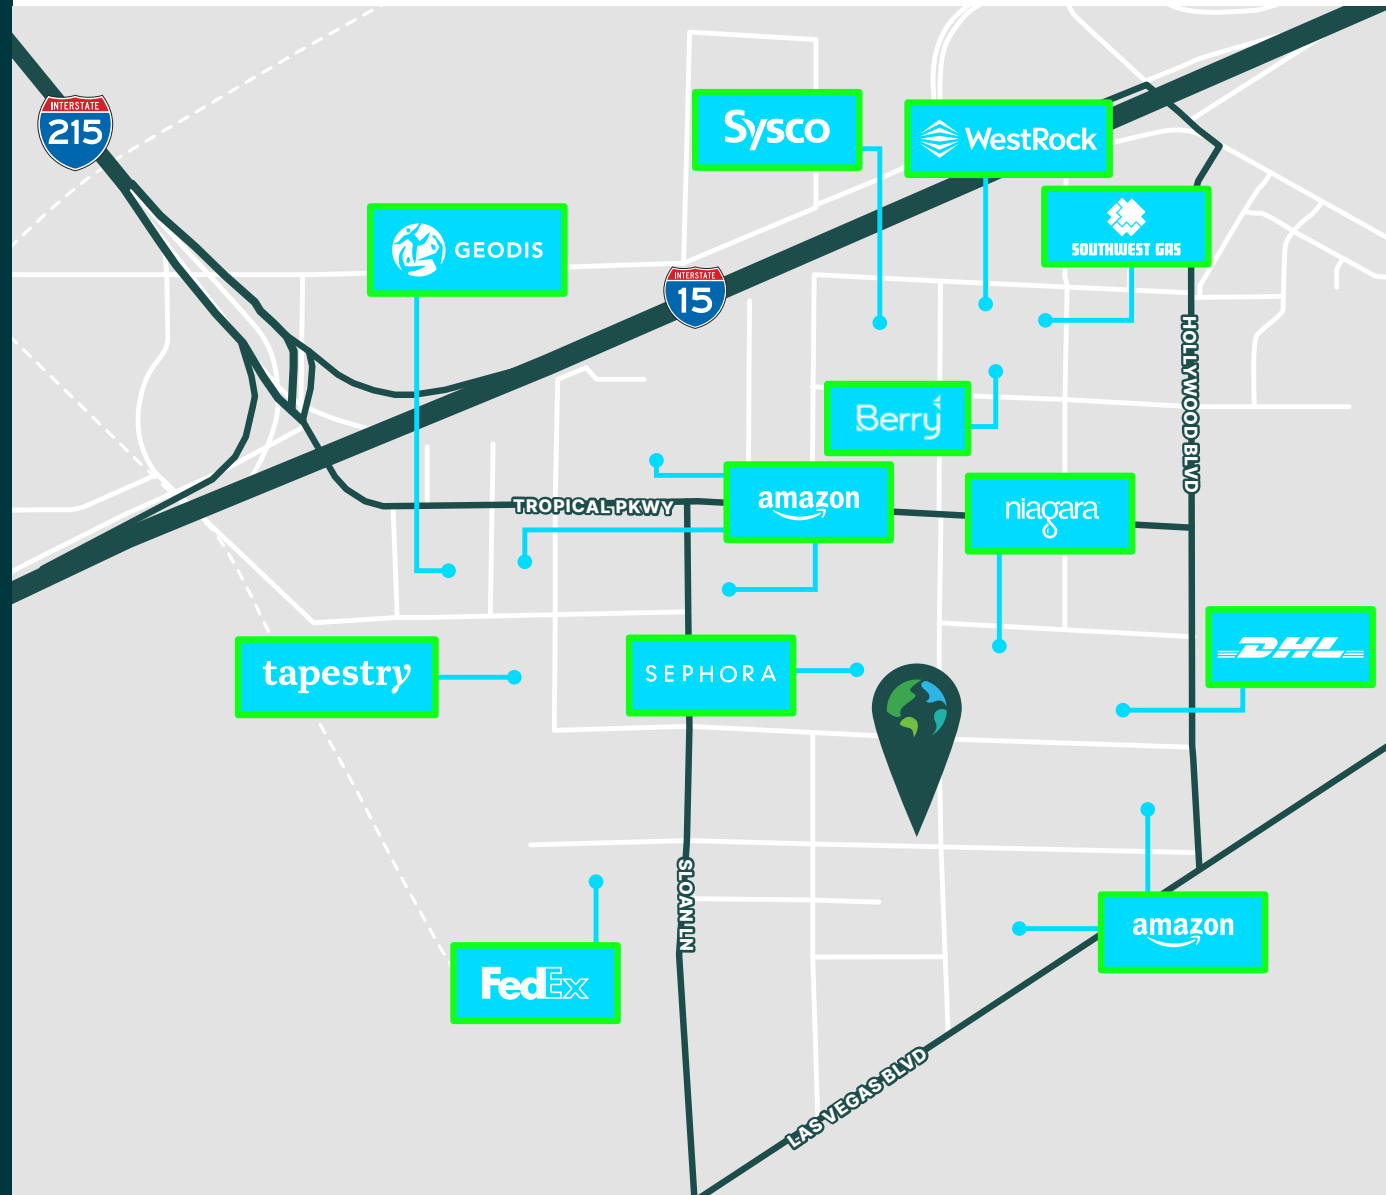 INTERSTATE
215
Sysco
WestRock
SOUTHWEST GAS
GEODIS
INTERSTATE
15
HOLLYWOOD BLVD
Berry
amazon
TROPICAL PKWY
niagara
tapestry
SEPHORA
DHL
SLOAN LN
amazon
FedEx
LAS VEGAS BLVD